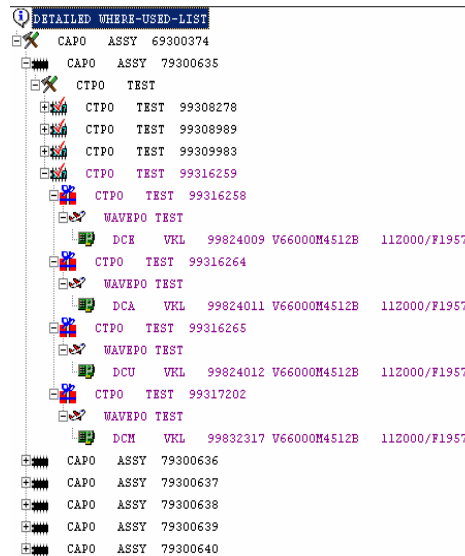 DETAILED WHERE-USED-LIST
CAPO ASSY 69300374
CAPO ASSY 79300635
CTPO TEST
CTPO TEST 99308278
CTPO TEST 99308989
CTPO TEST 99309983
CTPO TEST 99316259
CTPO TEST 99316258
WAVEPO TEST
DCE VKL 99824009 V66000M4512B 11Z000/F1957
CTPO TEST 99316264
WAVEPO TEST
DCA VKL 99824011 V66000M4512B 11Z000/F1957
CTPO TEST 99316265
WAVEPO TEST
DCU VKL 99824012 V66000M4512B 11Z000/F1957
CTPO TEST 99317202
WAVEPO TEST
DCM VKL 99832317 V66000M4512B 11Z000/F1957
CAPO ASSY 79300636
CAPO ASSY 79300637
CAPO ASSY 79300638
CAPO ASSY 79300639
CAPO ASSY 79300640